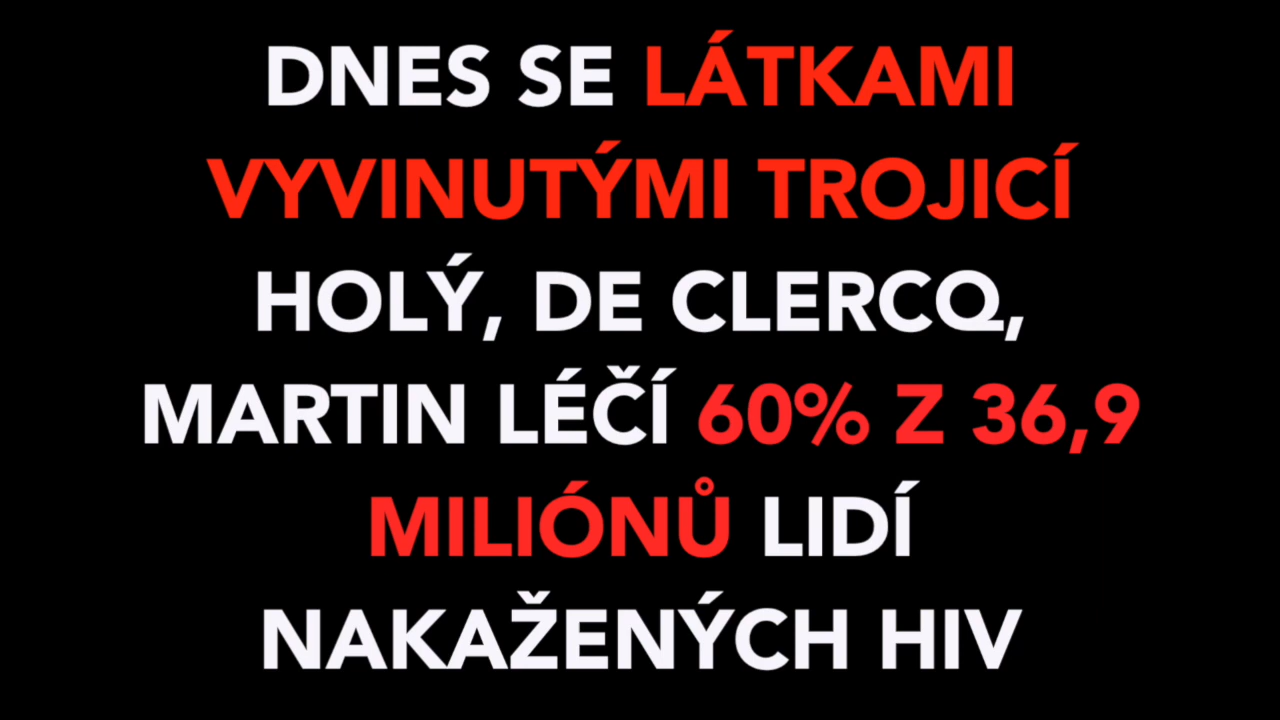 DNES SE LÁTKAMI
VYVINUTÝMI TROJICÍ
HOLÝ, DE CLERCQ,
MARTIN LÉČÍ 60% Z 36,9
MILIÓNŮ LIDÍ
NAKAŽENÝCH HIV